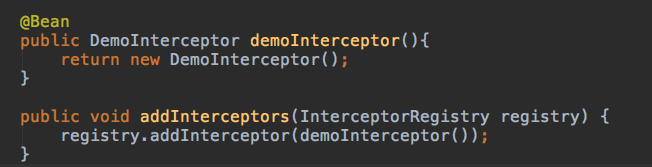 @Bean
public DemoInterceptor demoInterceptor(){
    return new DemoInterceptor();
}

public void addInterceptors(InterceptorRegistry registry) {
    registry.addInterceptor(demoInterceptor());
}